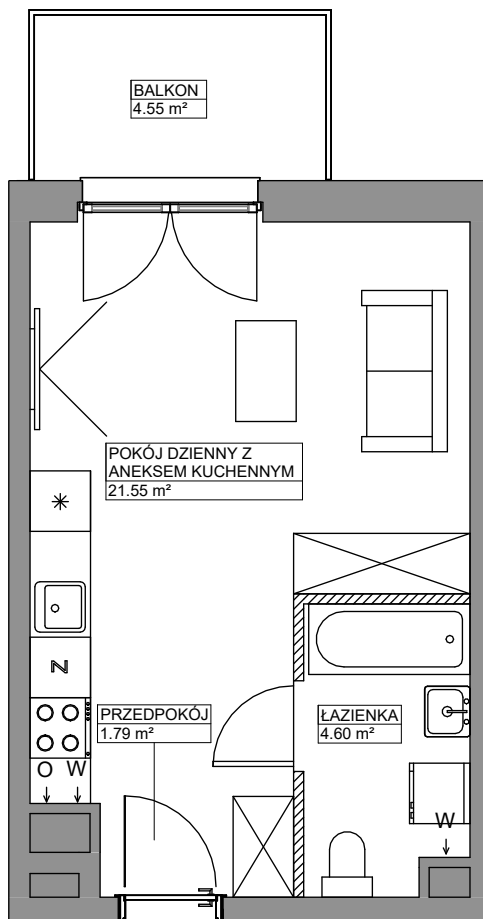 BALKON
4.55 m²
POKÓJ DZIENNY Z
ANEKSEM KUCHENNYM
21.55 m²
N
PRZEDPOKÓJ
1.79 m²
ŁAZIENKA
4.60 m²
O W
W